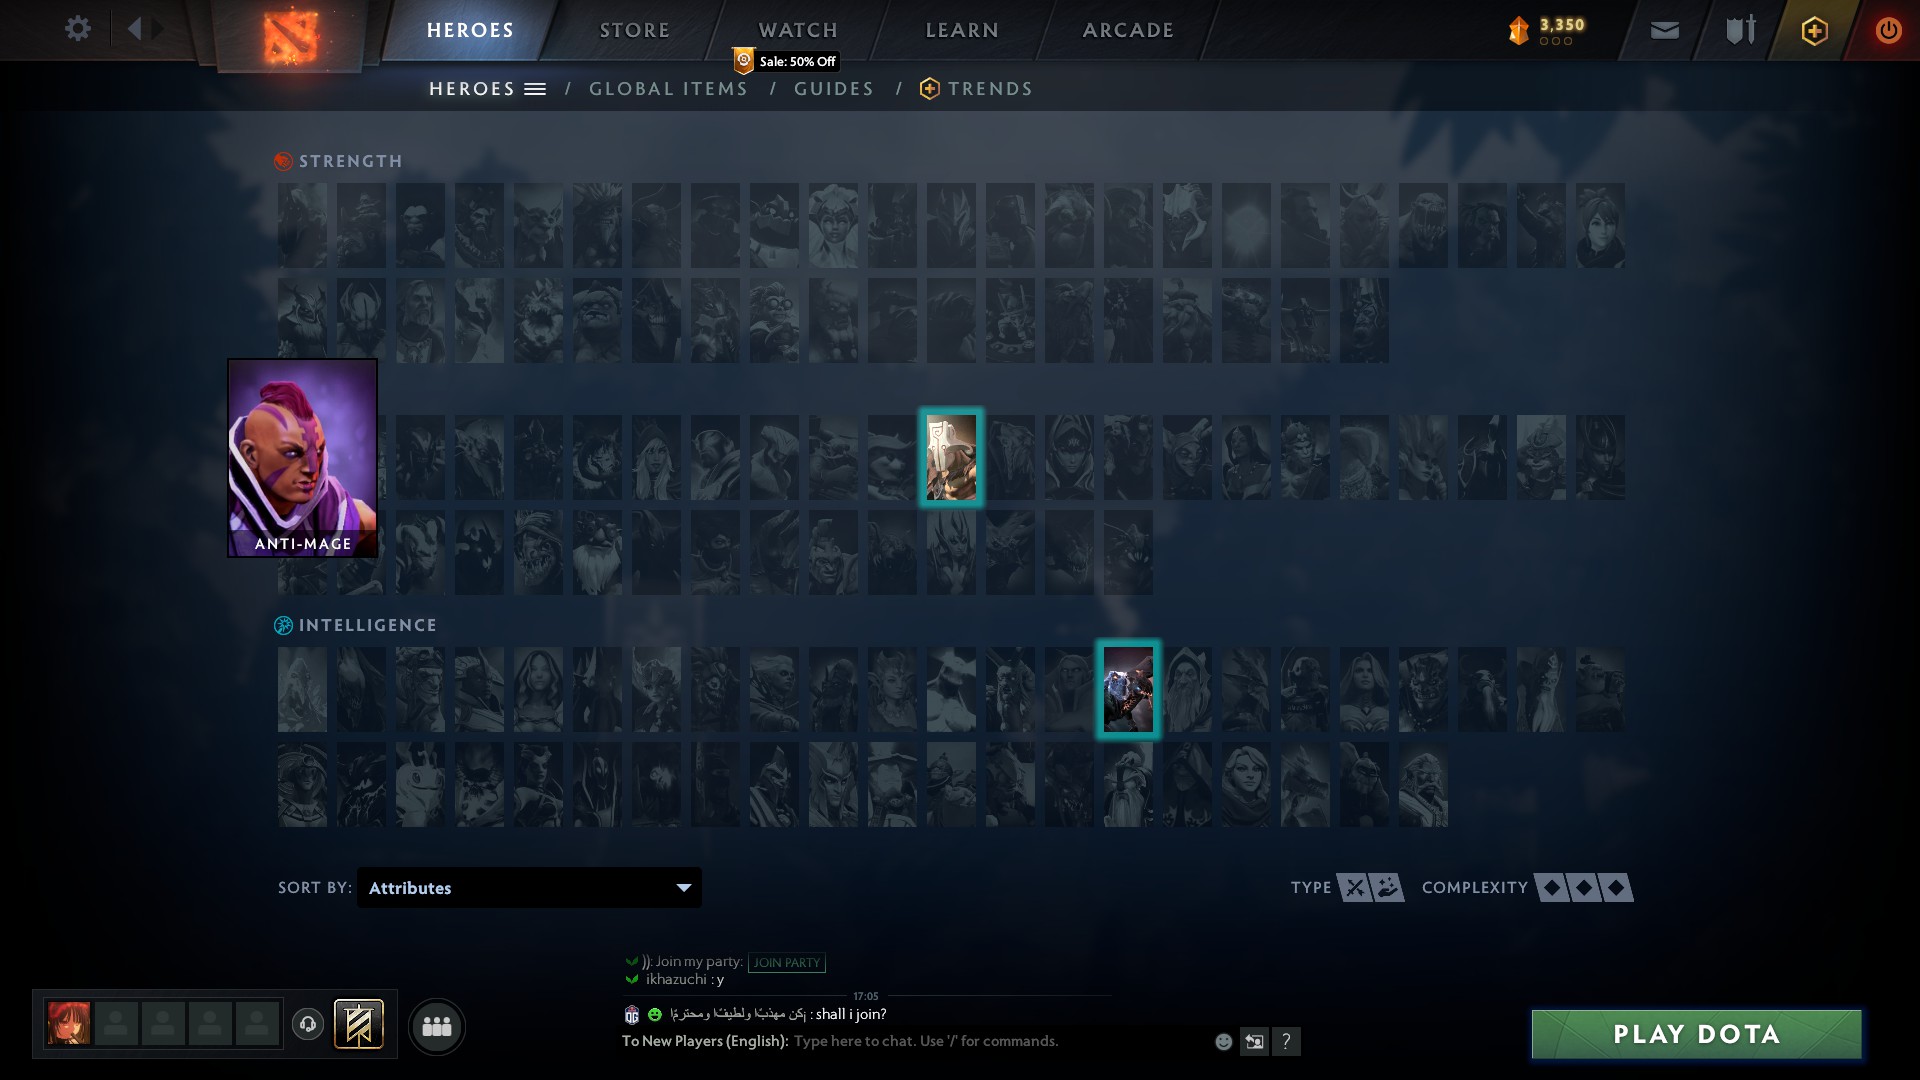 HEROES
STORE
WATCH
LEARN
ARCADE
3,350
Sale: 50% Off
HEROES / GLOBAL ITEMS / GUIDES / TRENDS
STRENGTH
ANTI-MAGE
INTELLIGENCE
SORT BY: Attributes
TYPE
COMPLEXITY
)): Join my party: JOIN PARTY
ikhazuchi : y
17:05
كن مهذبًا ولطيفًا ومحترمًا¡ : shall i join?
To New Players (English): Type here to chat. Use '/' for commands.
?
PLAY DOTA